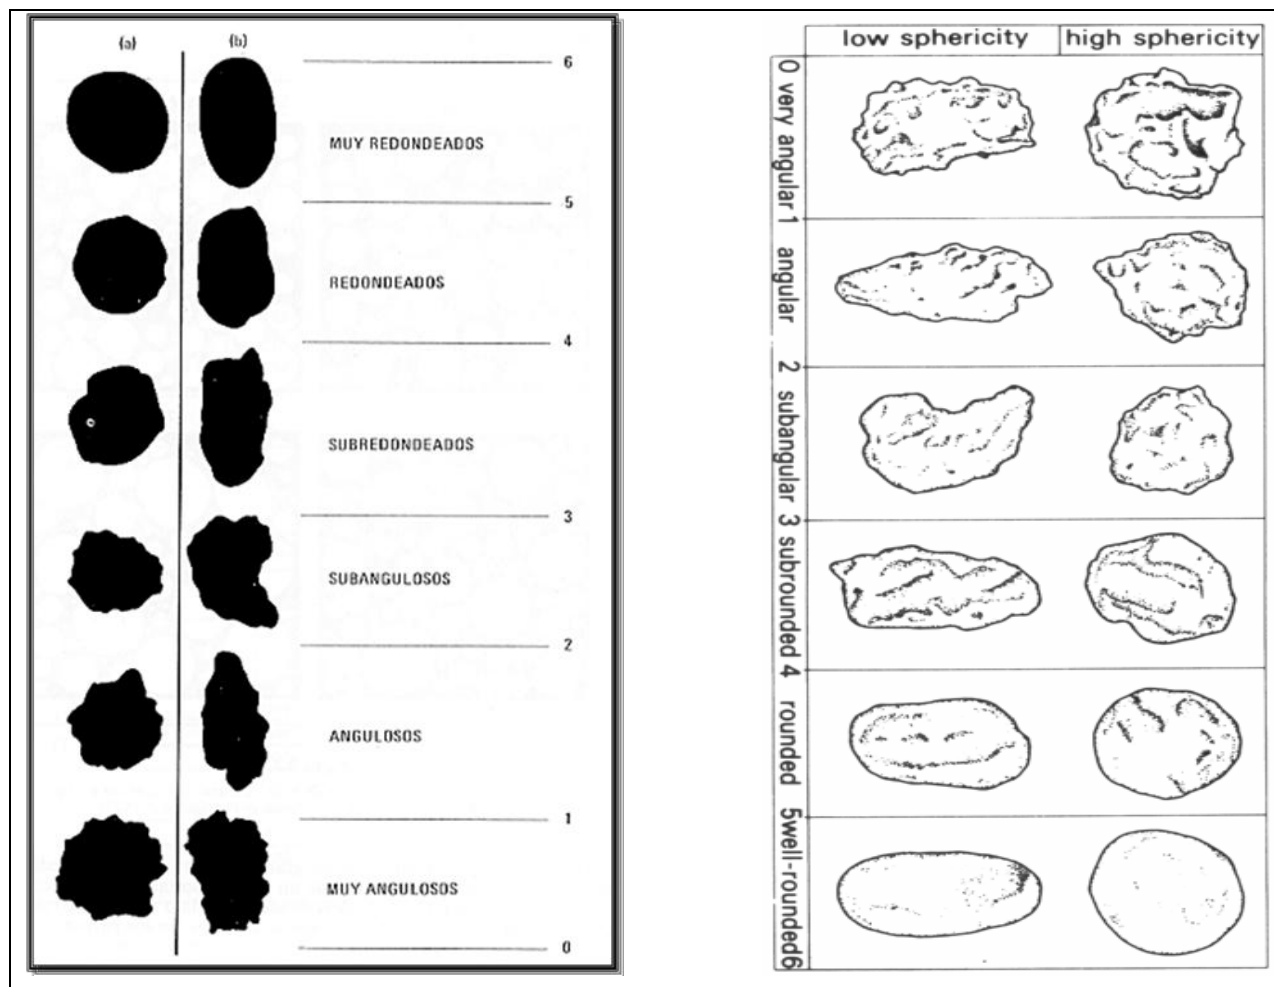 (a) (b)
6
MUY REDONDEADOS
5
REDONDEADOS
4
SUBREDONDEADOS
3
SUBANGULOSOS
2
ANGULOSOS
1
MUY ANGULOSOS
0
low sphericity high sphericity
0 very angular 1
angular
2 subangular
3 subrounded
4 rounded
5 well-rounded 6